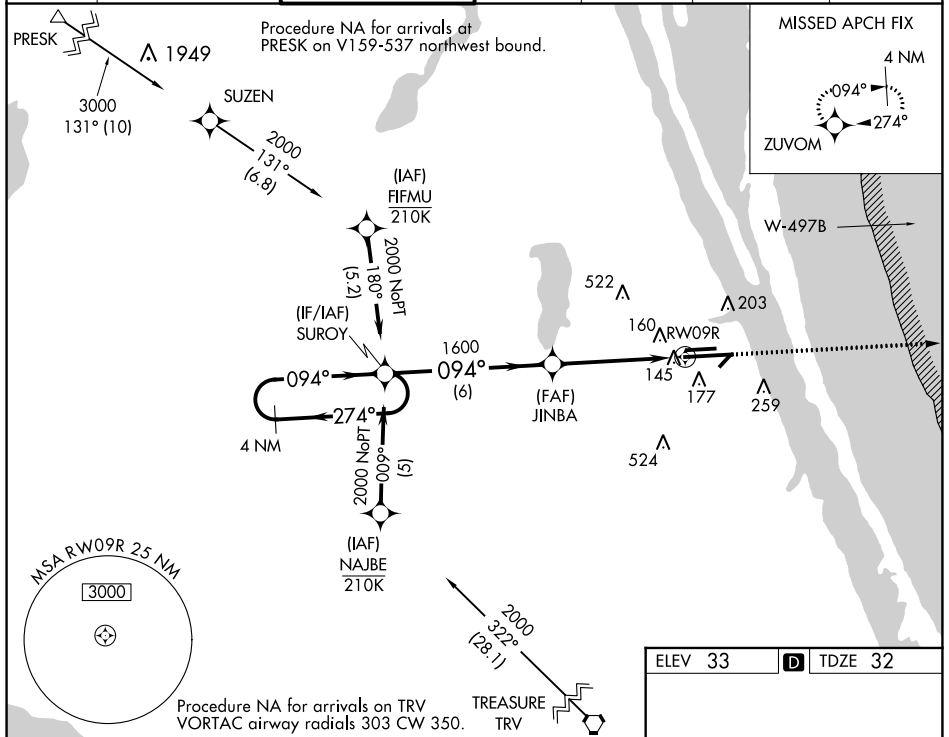 Procedure NA for arrivals at
PRESK on V159-537 northwest bound.
MISSED APCH FIX
4 NM
094°
274°
ZUVOM
PRESK
1949
3000
131° (10)
SUZEN
2000
131°
(6.8)
(IAF)
FIFMU
210K
2000 NoPT
180°
(5.2)
W-497B
(IF/IAF)
SUROY
522
203
160
RW09R
145
177
259
524
094°
1600
094°
(6)
(FAF)
JINBA
274°
4 NM
2000 NoPT
009°
(5)
(IAF)
NAJBE
210K
MSA RW09R 25 NM
3000
2000
322°
(28.1)
TREASURE
TRV
Procedure NA for arrivals on TRV
VORTAC airway radials 303 CW 350.
ELEV 33
D
TDZE 32